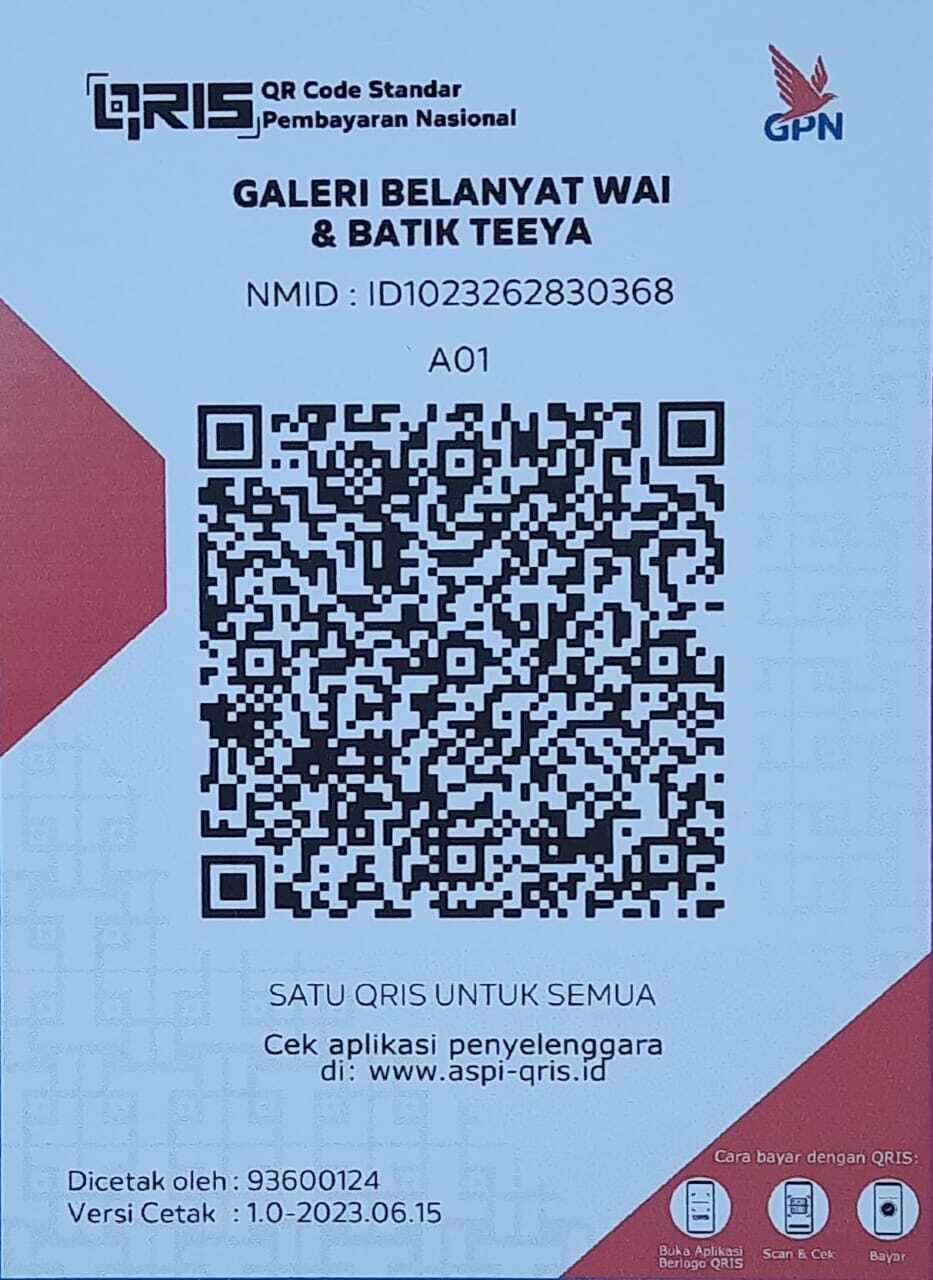 QRIS QR Code Standar
Pembayaran Nasional
GPN
GALERI BELANYAT WAI
& BATIK TEEYA
NMID : ID1023262830368
A01
SATU QRIS UNTUK SEMUA
Cek aplikasi penyelenggara
di: www.aspi-qris.id
Dicetak oleh : 93600124
Versi Cetak : 1.0-2023.06.15
Cara bayar dengan QRIS:
Buka Aplikasi
Berlogo QRIS
Scan & Cek
Bayar